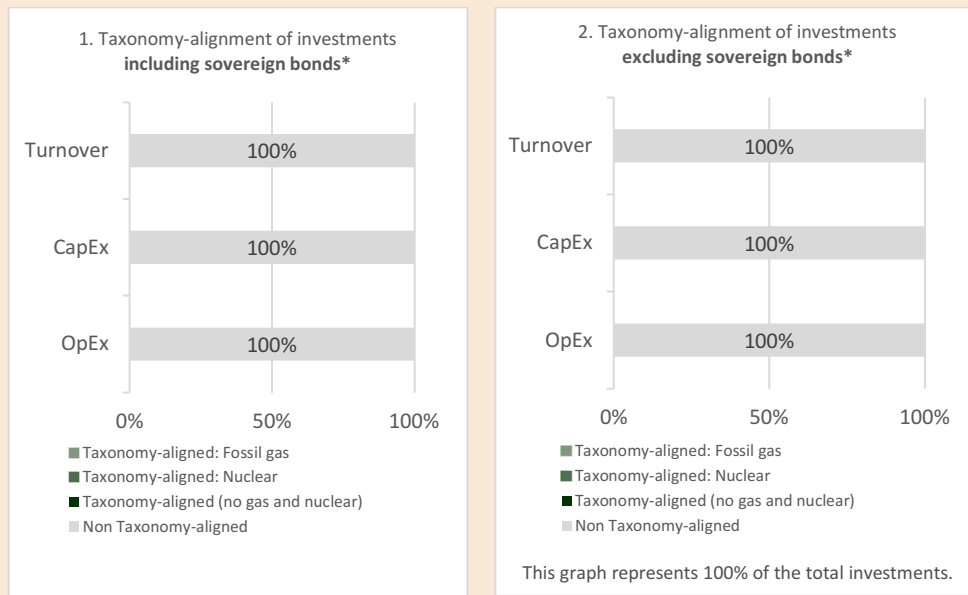 1. Taxonomy-alignment of investments
including sovereign bonds*
Turnover
100%
CapEx
100%
OpEx
100%
0%
50%
100%
Taxonomy-aligned: Fossil gas
Taxonomy-aligned: Nuclear
Taxonomy-aligned (no gas and nuclear)
Non Taxonomy-aligned
2. Taxonomy-alignment of investments
excluding sovereign bonds*
Turnover
100%
CapEx
100%
OpEx
100%
0%
50%
100%
Taxonomy-aligned: Fossil gas
Taxonomy-aligned: Nuclear
Taxonomy-aligned (no gas and nuclear)
Non Taxonomy-aligned
This graph represents 100% of the total investments.